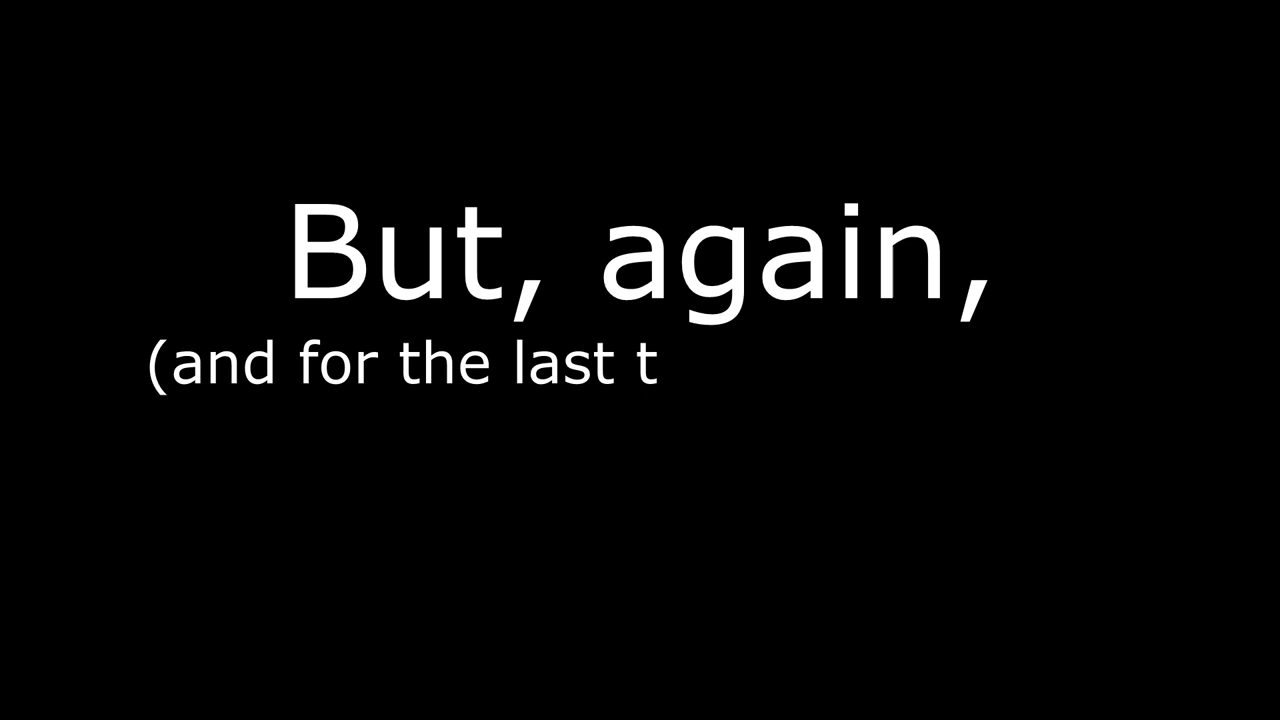 But, again,
(and for the last t